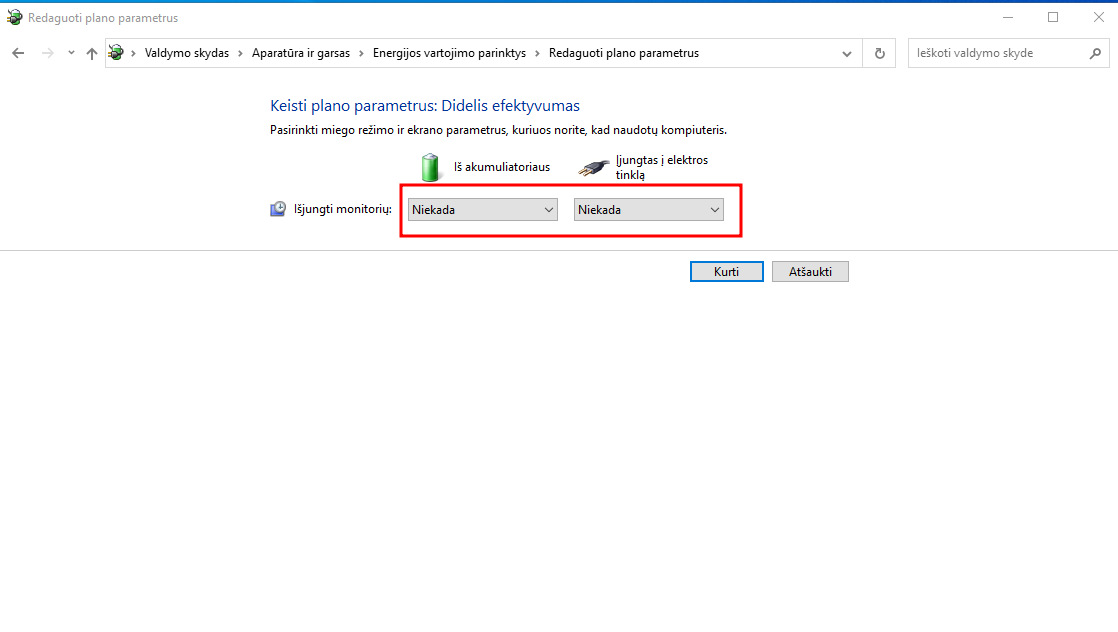 Redaguoti plano parametrus
Valdymo skydas > Aparatūra ir garsas > Energijos vartojimo parinktys > Redaguoti plano parametrus
Ieškoti valdymo skyde
Keisti plano parametrus: Didelis efektyvumas
Pasirinkti miego režimo ir ekrano parametrus, kuriuos norite, kad naudotų kompiuteris.
Iš akumuliatoriaus
Įjungtas į elektros
tinklą
Išjungti monitorių: Niekada Niekada
Kurti Atšaukti